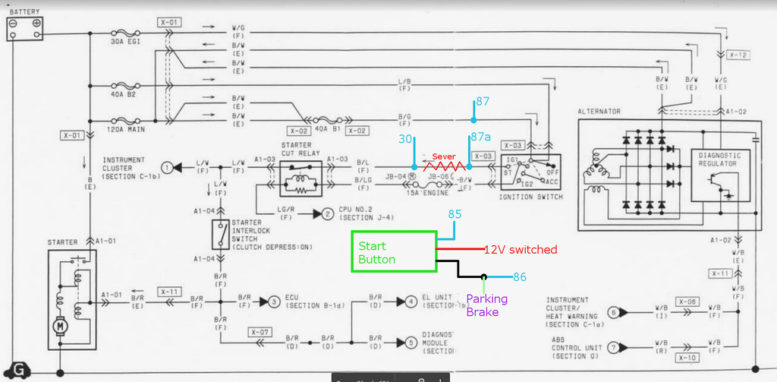 BATTERY
X-01
30A EGI
W/G
(F)
B/W
(E)
B/W
(E)
B/W
(E)
B/W
(E)
W/G
(E)
X-12
40A B2
L/B
(F)
120A MAIN
B/W
(E)
B/W
(E)
X-02
40A B1
X-02
B/G
(F)
87
A1-02
ALTERNATOR
DIAGNOSTIC
REGULATOR
X-01
B
(E)
INSTRUMENT
CLUSTER
(SECTION C-1b)
1
L/W
(F)
L/W
(F)
A1-03
STARTER
CUT RELAY
A1-03
B/L
(F)
B/LG
(F)
30
Sever
87a
JB-04
15A ENGINE
X-03
X-03
B/W
(F)
IG1
ST
IG2
ACC
OFF
IGNITION SWITCH
LG/R
(F)
2
CPU NO.2
(SECTION J-4)
L/W
(F)
A1-04
STARTER
INTERLOCK
SWITCH
(CLUTCH DEPRESSION)
A1-04
B/R
(F)
Start
Button
85
12V switched
86
Parking
Brake
A1-02
W/B
(E)
X-11
W/B
(F)
STARTER
A1-01
M
A1-01
B/R
(E)
X-11
B/R
(F)
B/R
(F)
3
ECU
(SECTION B-1d)
B/R
(F)
X-07
B/R
(D)
B/R
(D)
B/R
(D)
4
EL UNIT
5
DIAGNOS
MODULE
INSTRUMENT
CLUSTER/
HEAT WARNING
(SECTION C-1a)
6
W/B
(I)
X-06
W/B
(F)
ABS
CONTROL UNIT
(SECTION O)
7
W/B
(R)
X-10
W/B
(F)
G